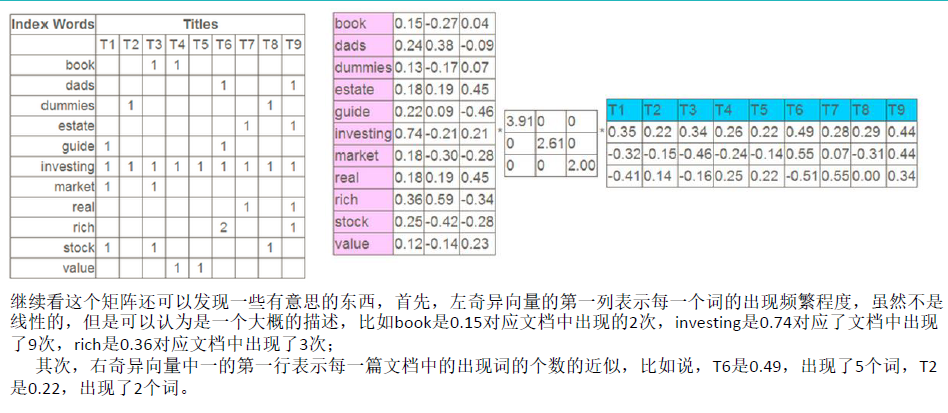 Index Words Titles
T1 T2 T3 T4 T5 T6 T7 T8 T9
book 1 1
dads 1 1
dummies 1 1
estate 1 1
guide 1 1
investing 1 1 1 1 1 1 1 1 1
market 1 1
real 1 1
rich 2 1
stock 1 1 1
value 1 1
book 0.15 -0.27 0.04
dads 0.24 0.38 -0.09
dummies 0.13 -0.17 0.07
estate 0.18 0.19 0.45
guide 0.22 0.09 -0.46
investing 0.74 -0.21 0.21
market 0.18 -0.30 -0.28
real 0.18 0.19 0.45
rich 0.36 0.59 -0.34
stock 0.25 -0.42 -0.28
value 0.12 -0.14 0.23
*
3.91 0 0
0 2.61 0
0 0 2.00
*
T1 T2 T3 T4 T5 T6 T7 T8 T9
0.35 0.22 0.34 0.26 0.22 0.49 0.28 0.29 0.44
-0.32 -0.15 -0.46 -0.24 -0.14 0.55 0.07 -0.31 0.44
-0.41 0.14 -0.16 0.25 0.22 -0.51 0.55 0.00 0.34
继续看这个矩阵还可以发现一些有意思的东西，首先，左奇异向量的第一列表示每一个词的出现频繁程度，虽然不是
线性的，但是可以认为是一个大概的描述，比如book是0.15对应文档中出现的2次，investing是0.74对应了文档中出现
了9次，rich是0.36对应文档中出现了3次；
其次，右奇异向量中一的第一行表示每一篇文档中的出现词的个数的近似，比如说，T6是0.49，出现了5个词，T2
是0.22，出现了2个词。